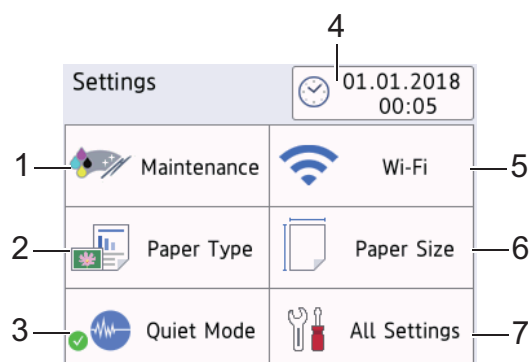 4
Settings
01.01.2018
00:05
1 Maintenance Wi-Fi 5
2 Paper Type Paper Size 6
3 Quiet Mode All Settings 7